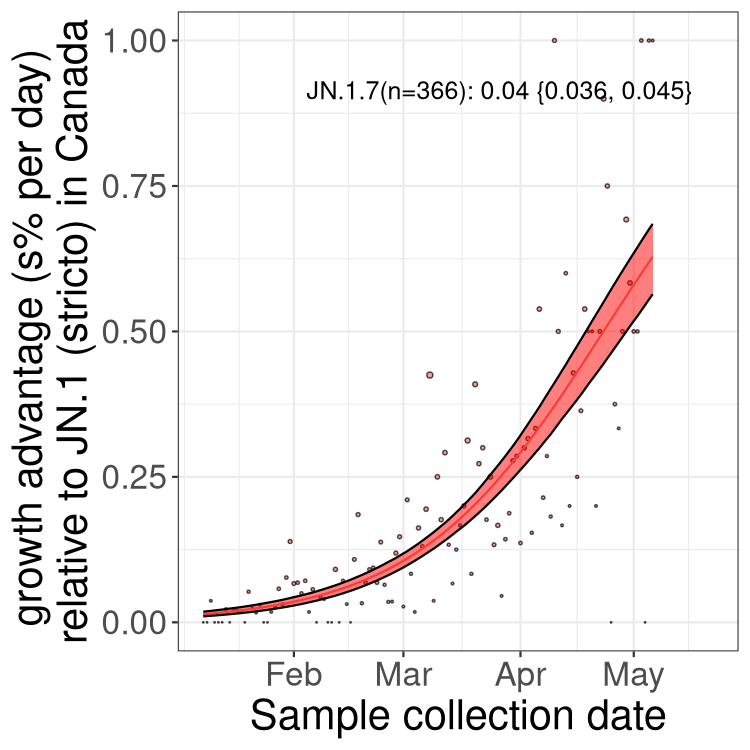 growth advantage (s% per day)
relative to JN.1 (stricto) in Canada
1.00
0.75
0.50
0.25
0.00
JN.1.7(n=366): 0.04 {0.036, 0.045}
Feb Mar Apr May
Sample collection date